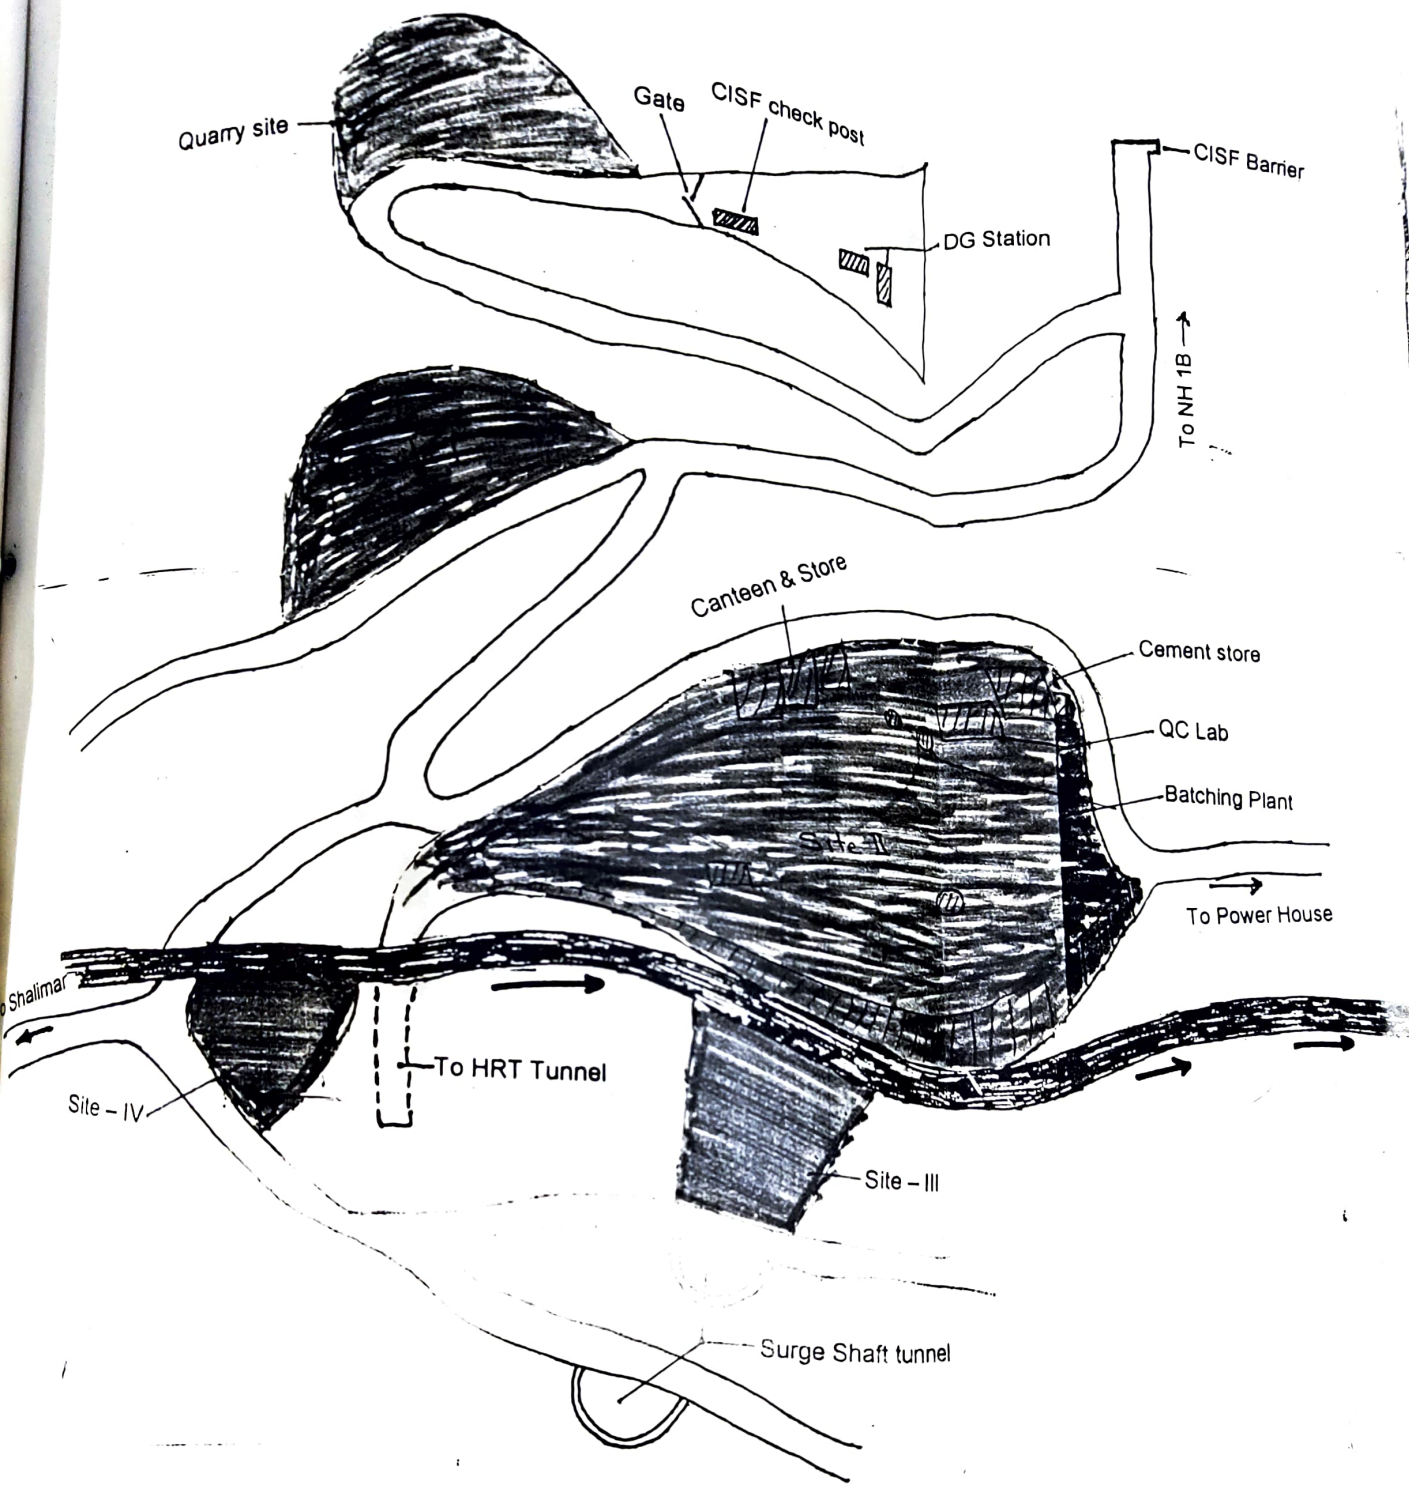 Gate
CISF check post
Quarry site
CISF Barrier
DG Station
To NH 1B
Canteen & Store
Cement store
QC Lab
Batching Plant
Site II
To Power House
Shalimar
To HRT Tunnel
Site – IV
Site – III
Surge Shaft tunnel